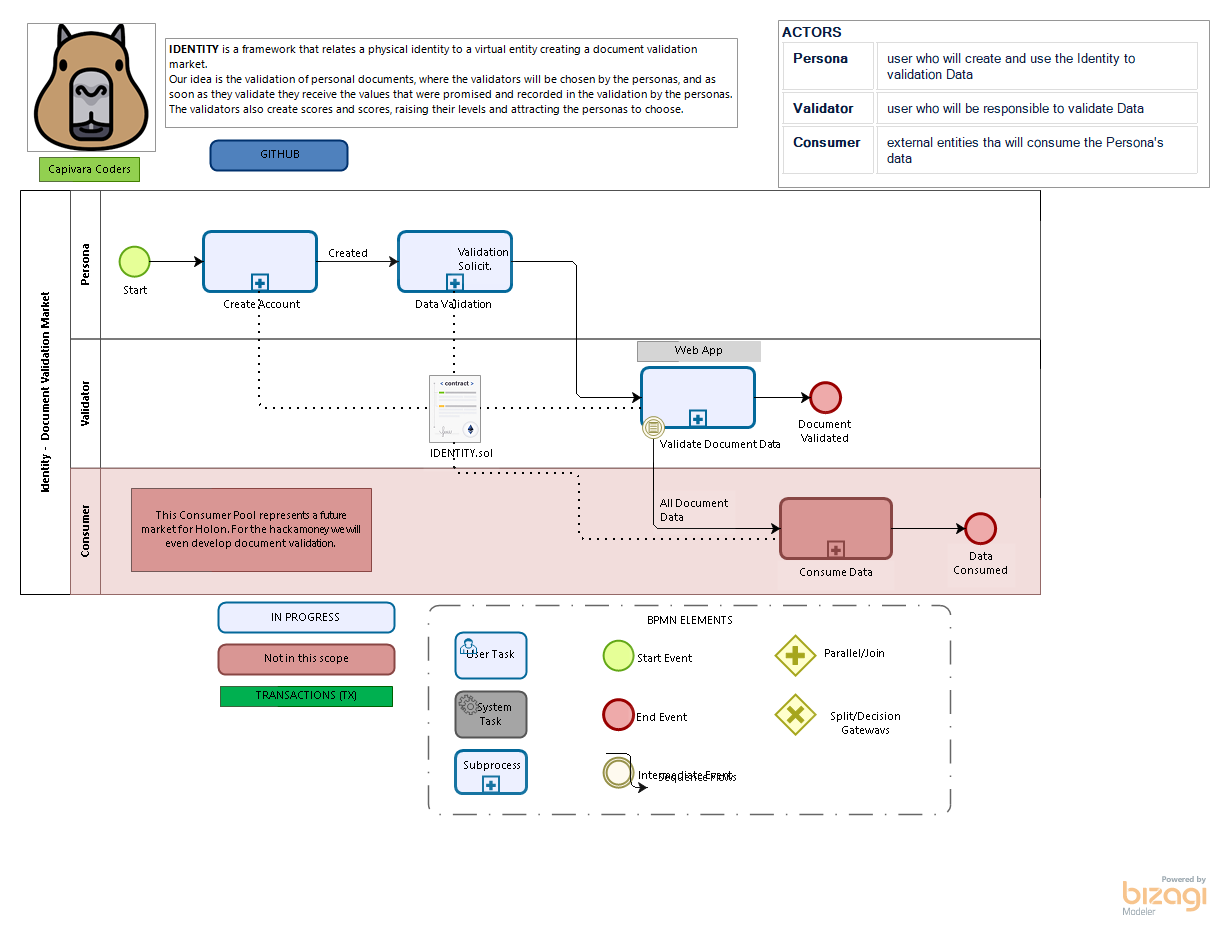 IDENTITY is a framework that relates a physical identity to a virtual entity creating a document validation
market.
Our idea is the validation of personal documents, where the validators will be chosen by the personas, and as
soon as they validate they receive the values that were promised and recorded in the validation by the personas.
The validators also create scores and scores, raising their levels and attracting the personas to choose.
Capivara Coders
GITHUB
ACTORS
Persona
user who will create and use the Identity to
validation Data
Validator
user who will be responsible to validate Data
Consumer
external entities tha will consume the Persona's
data
Identity - Document Validation Market
Persona
Start
Create Account
Created
Validation
Solicit.
Data Validation
Validator
< contract >
IDENTITY.sol
Web App
Validate Document Data
Document
Validated
Consumer
This Consumer Pool represents a future
market for Holon. For the hackamoney we will
even develop document validation.
All Document
Data
Consume Data
Data
Consumed
IN PROGRESS
Not in this scope
TRANSACTIONS (TX)
BPMN ELEMENTS
User Task
System
Task
Subprocess
Start Event
End Event
Intermediate Event
Sequence Flows
Parallel/Join
Split/Decision
Gateways
Powered by
bizagi
Modeler